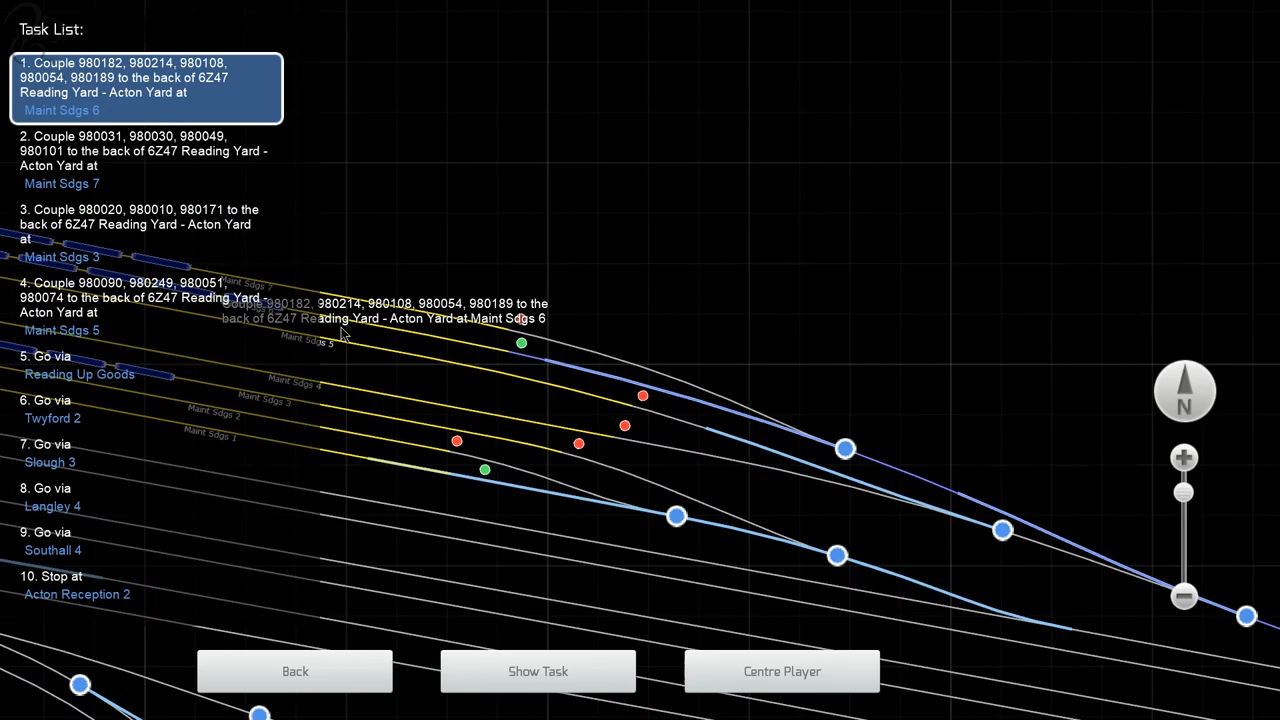 Task List:
1. Couple 980182, 980214, 980108,
980054, 980189 to the back of 6Z47
Reading Yard - Acton Yard at
Maint Sdgs 6
2. Couple 980031, 980030, 980049,
980101 to the back of 6Z47 Reading Yard -
Acton Yard at
Maint Sdgs 7
3. Couple 980020, 980010, 980171 to the
back of 6Z47 Reading Yard - Acton Yard
at
Maint Sdgs 3
4. Couple 980090, 980249, 980051,
980074 to the back of 6Z47 Reading Yard -
Acton Yard at
Maint Sdgs 5
5. Go via
Reading Up Goods
6. Go via
Twyford 2
7. Go via
Slough 3
8. Go via
Langley 4
9. Go via
Southall 4
10. Stop at
Acton Reception 2
Maint Sdgs 7
Couple 980182, 980214, 980108, 980054, 980189 to the
back of 6Z47 Reading Yard - Acton Yard at Maint Sdgs 6
Maint Sdgs 5
Maint Sdgs 4
Maint Sdgs 3
Maint Sdgs 2
Maint Sdgs 1
N
Back
Show Task
Centre Player